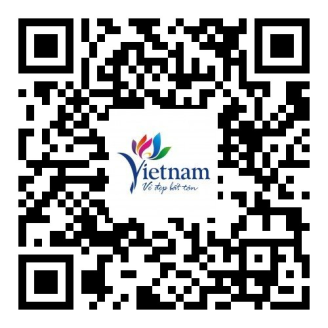 Vietnam
Vẻ đẹp bất tận